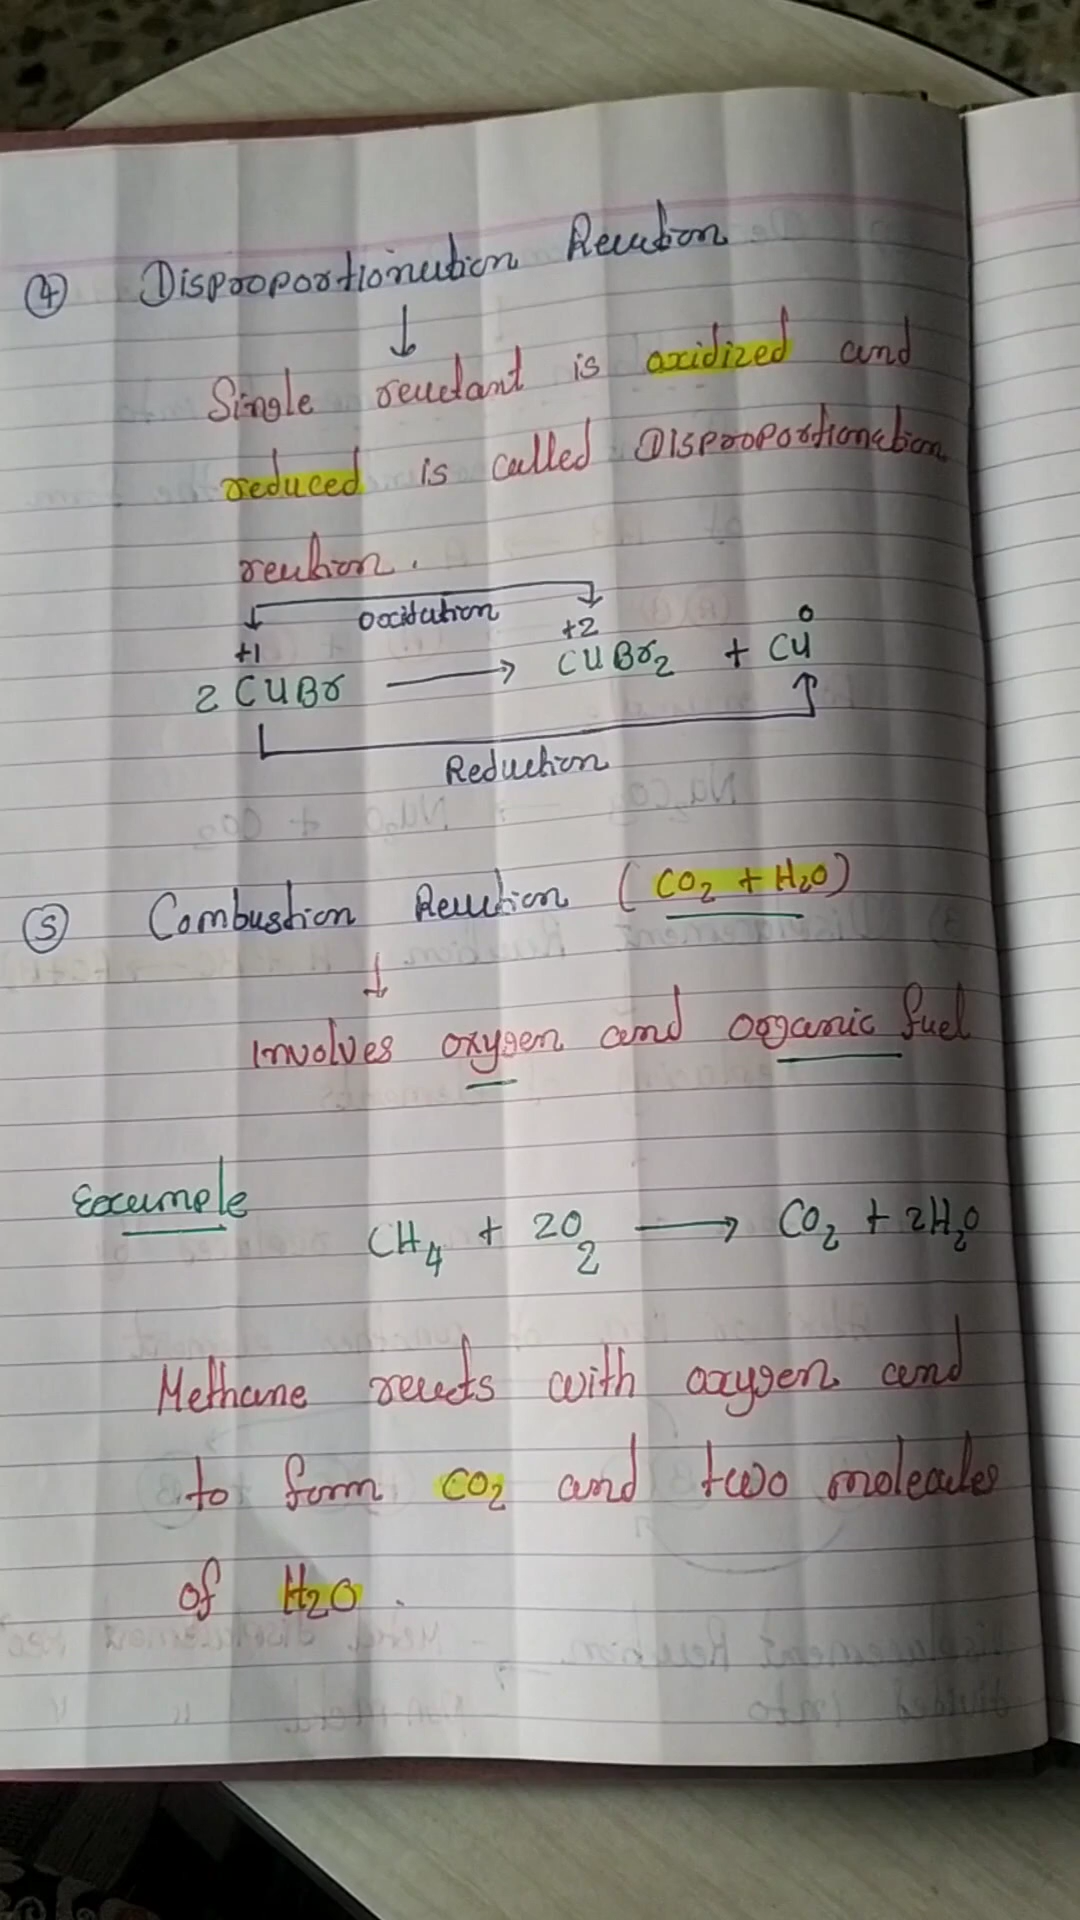 ④ Disproportionation Reaction
↓
Single reactant is oxidized and
reduced is called Disproportionation
reaction.
oxidation
+1 +2 0
2 CuBr → CuBr₂ + Cu
Reduction
⑤ Combustion Reaction (CO₂ + H₂O)
↓
involves oxygen and organic fuel
Example
CH₄ + 2O₂ → CO₂ + 2H₂O
Methane reacts with oxygen and
to form CO₂ and two molecules
of H₂O.